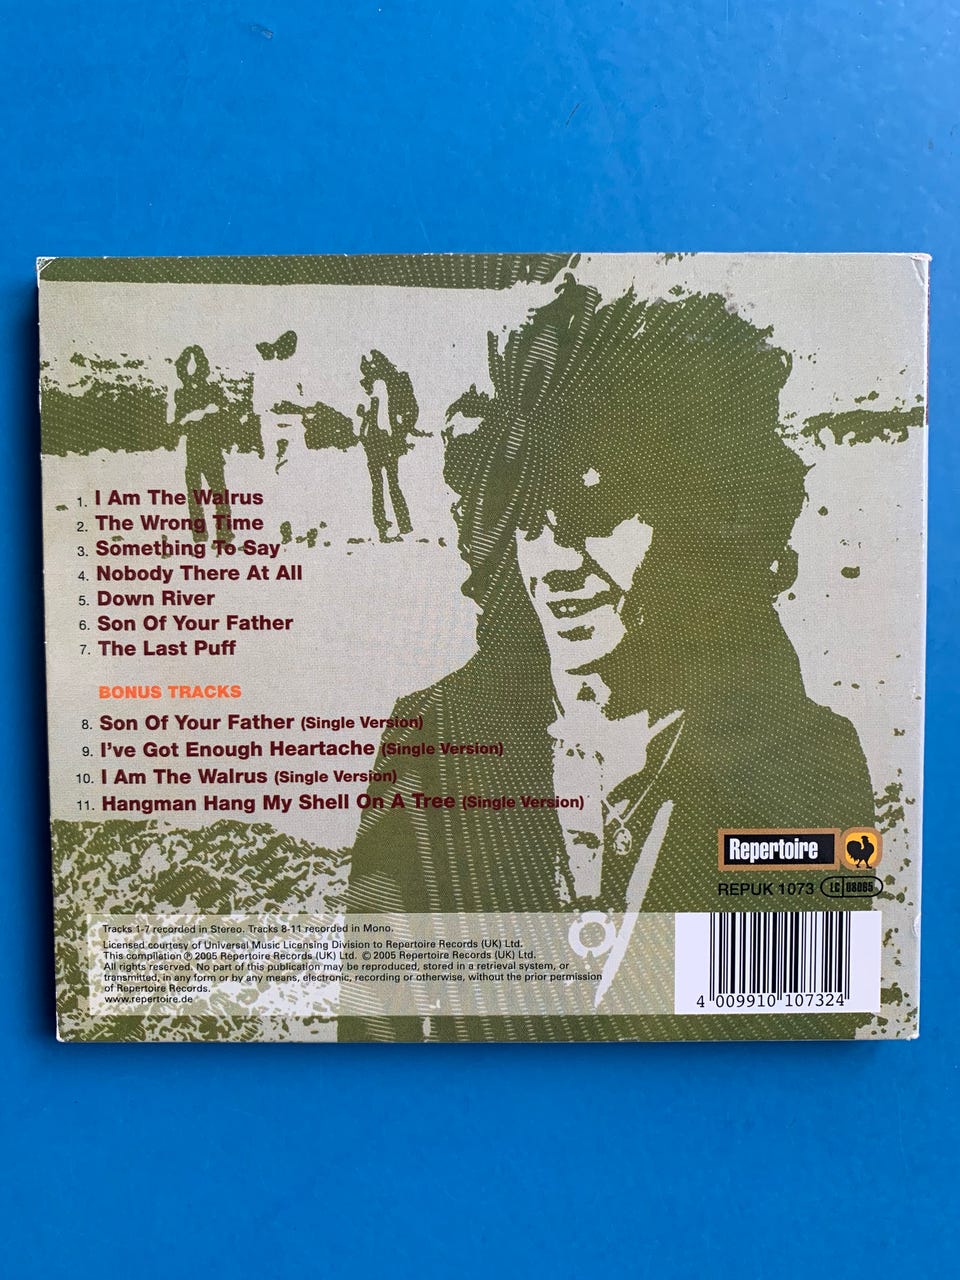 1. I Am The Walrus
2. The Wrong Time
3. Something To Say
4. Nobody There At All
5. Down River
6. Son Of Your Father
7. The Last Puff
BONUS TRACKS
8. Son Of Your Father (Single Version)
9. I've Got Enough Heartache (Single Version)
10. I Am The Walrus (Single Version)
11. Hangman Hang My Shell On A Tree (Single Version)
Repertoire
REPUK 1073 LC 08065
Tracks 1-7 recorded in Stereo. Tracks 8-11 recorded in Mono.
Licensed courtesy of Universal Music Licensing Division to Repertoire Records (UK) Ltd.
This compilation ℗ 2005 Repertoire Records (UK) Ltd. © 2005 Repertoire Records (UK) Ltd.
All rights reserved. No part of this publication may be reproduced, stored in a retrieval system, or
transmitted, in any form or by any means, electronic, recording or otherwise, without the prior permission
of Repertoire Records.
www.repertoire.de
4 009910 107324